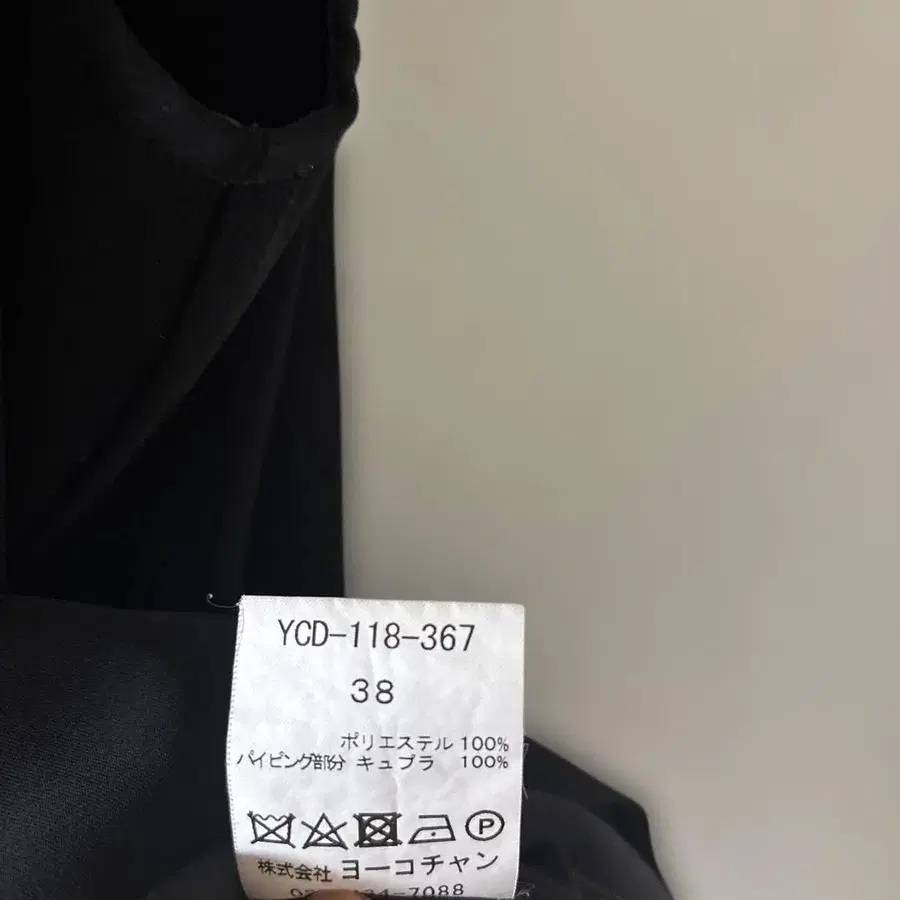 YCD-118-367
38
ポリエステル 100%
パイピング部分 キュプラ 100%
P
株式会社 ヨーコチャン
-7088